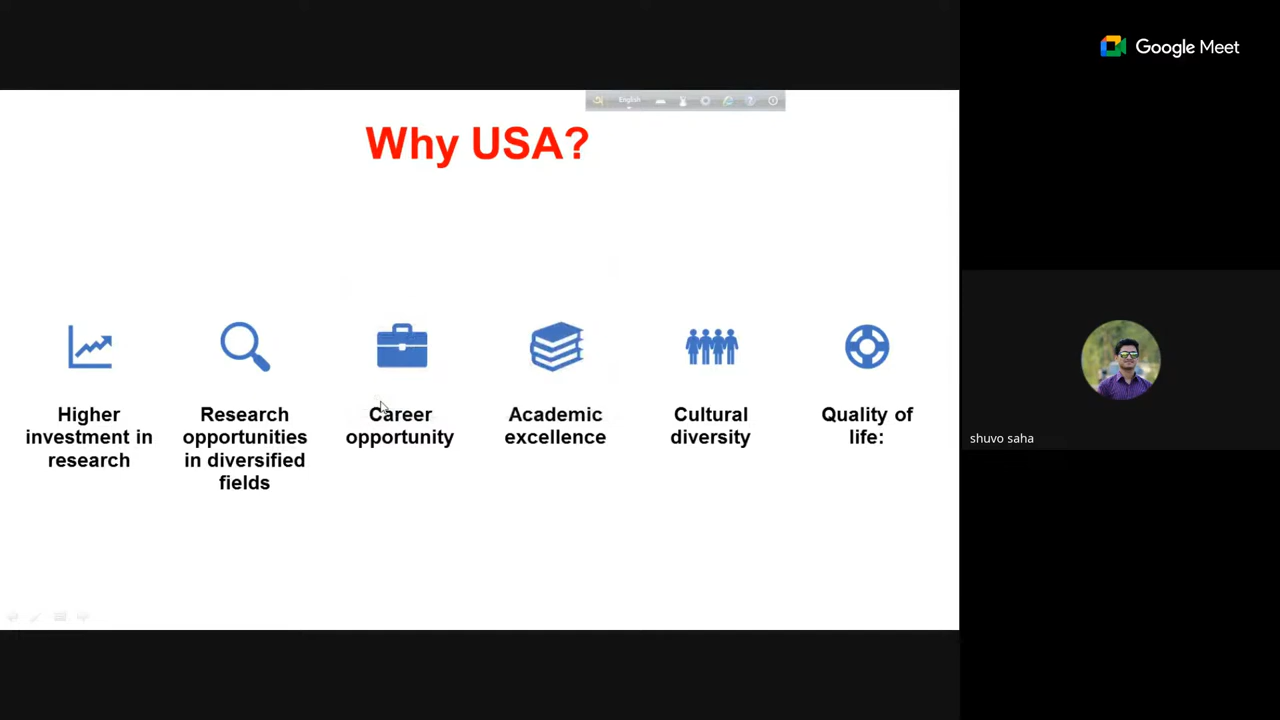 Google Meet
English
Why USA?
Higher
investment in
research
Research
opportunities
in diversified
fields
Career
opportunity
Academic
excellence
Cultural
diversity
Quality of
life:
shuvo saha